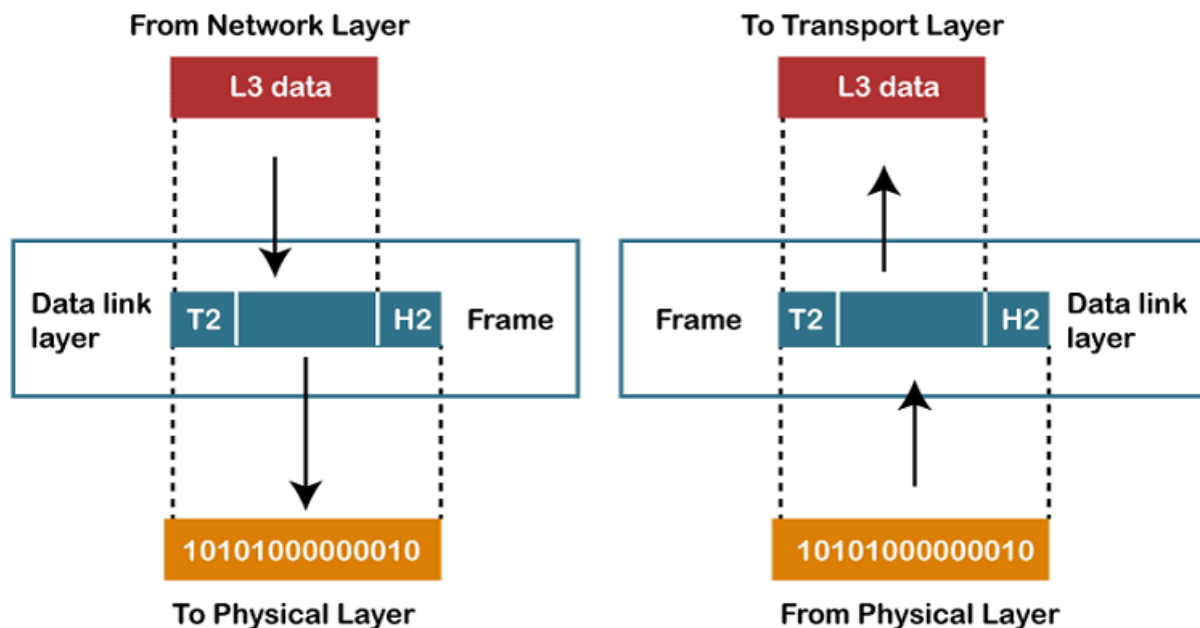 From Network Layer
L3 data
Data link
layer
T2
H2
Frame
10101000000010
To Physical Layer
To Transport Layer
L3 data
Frame
T2
H2
Data link
layer
10101000000010
From Physical Layer